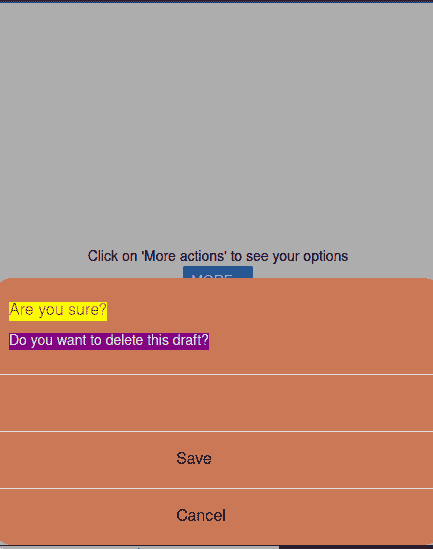 Click on 'More actions' to see your options
MORE
Are you sure?
Do you want to delete this draft?
Save
Cancel